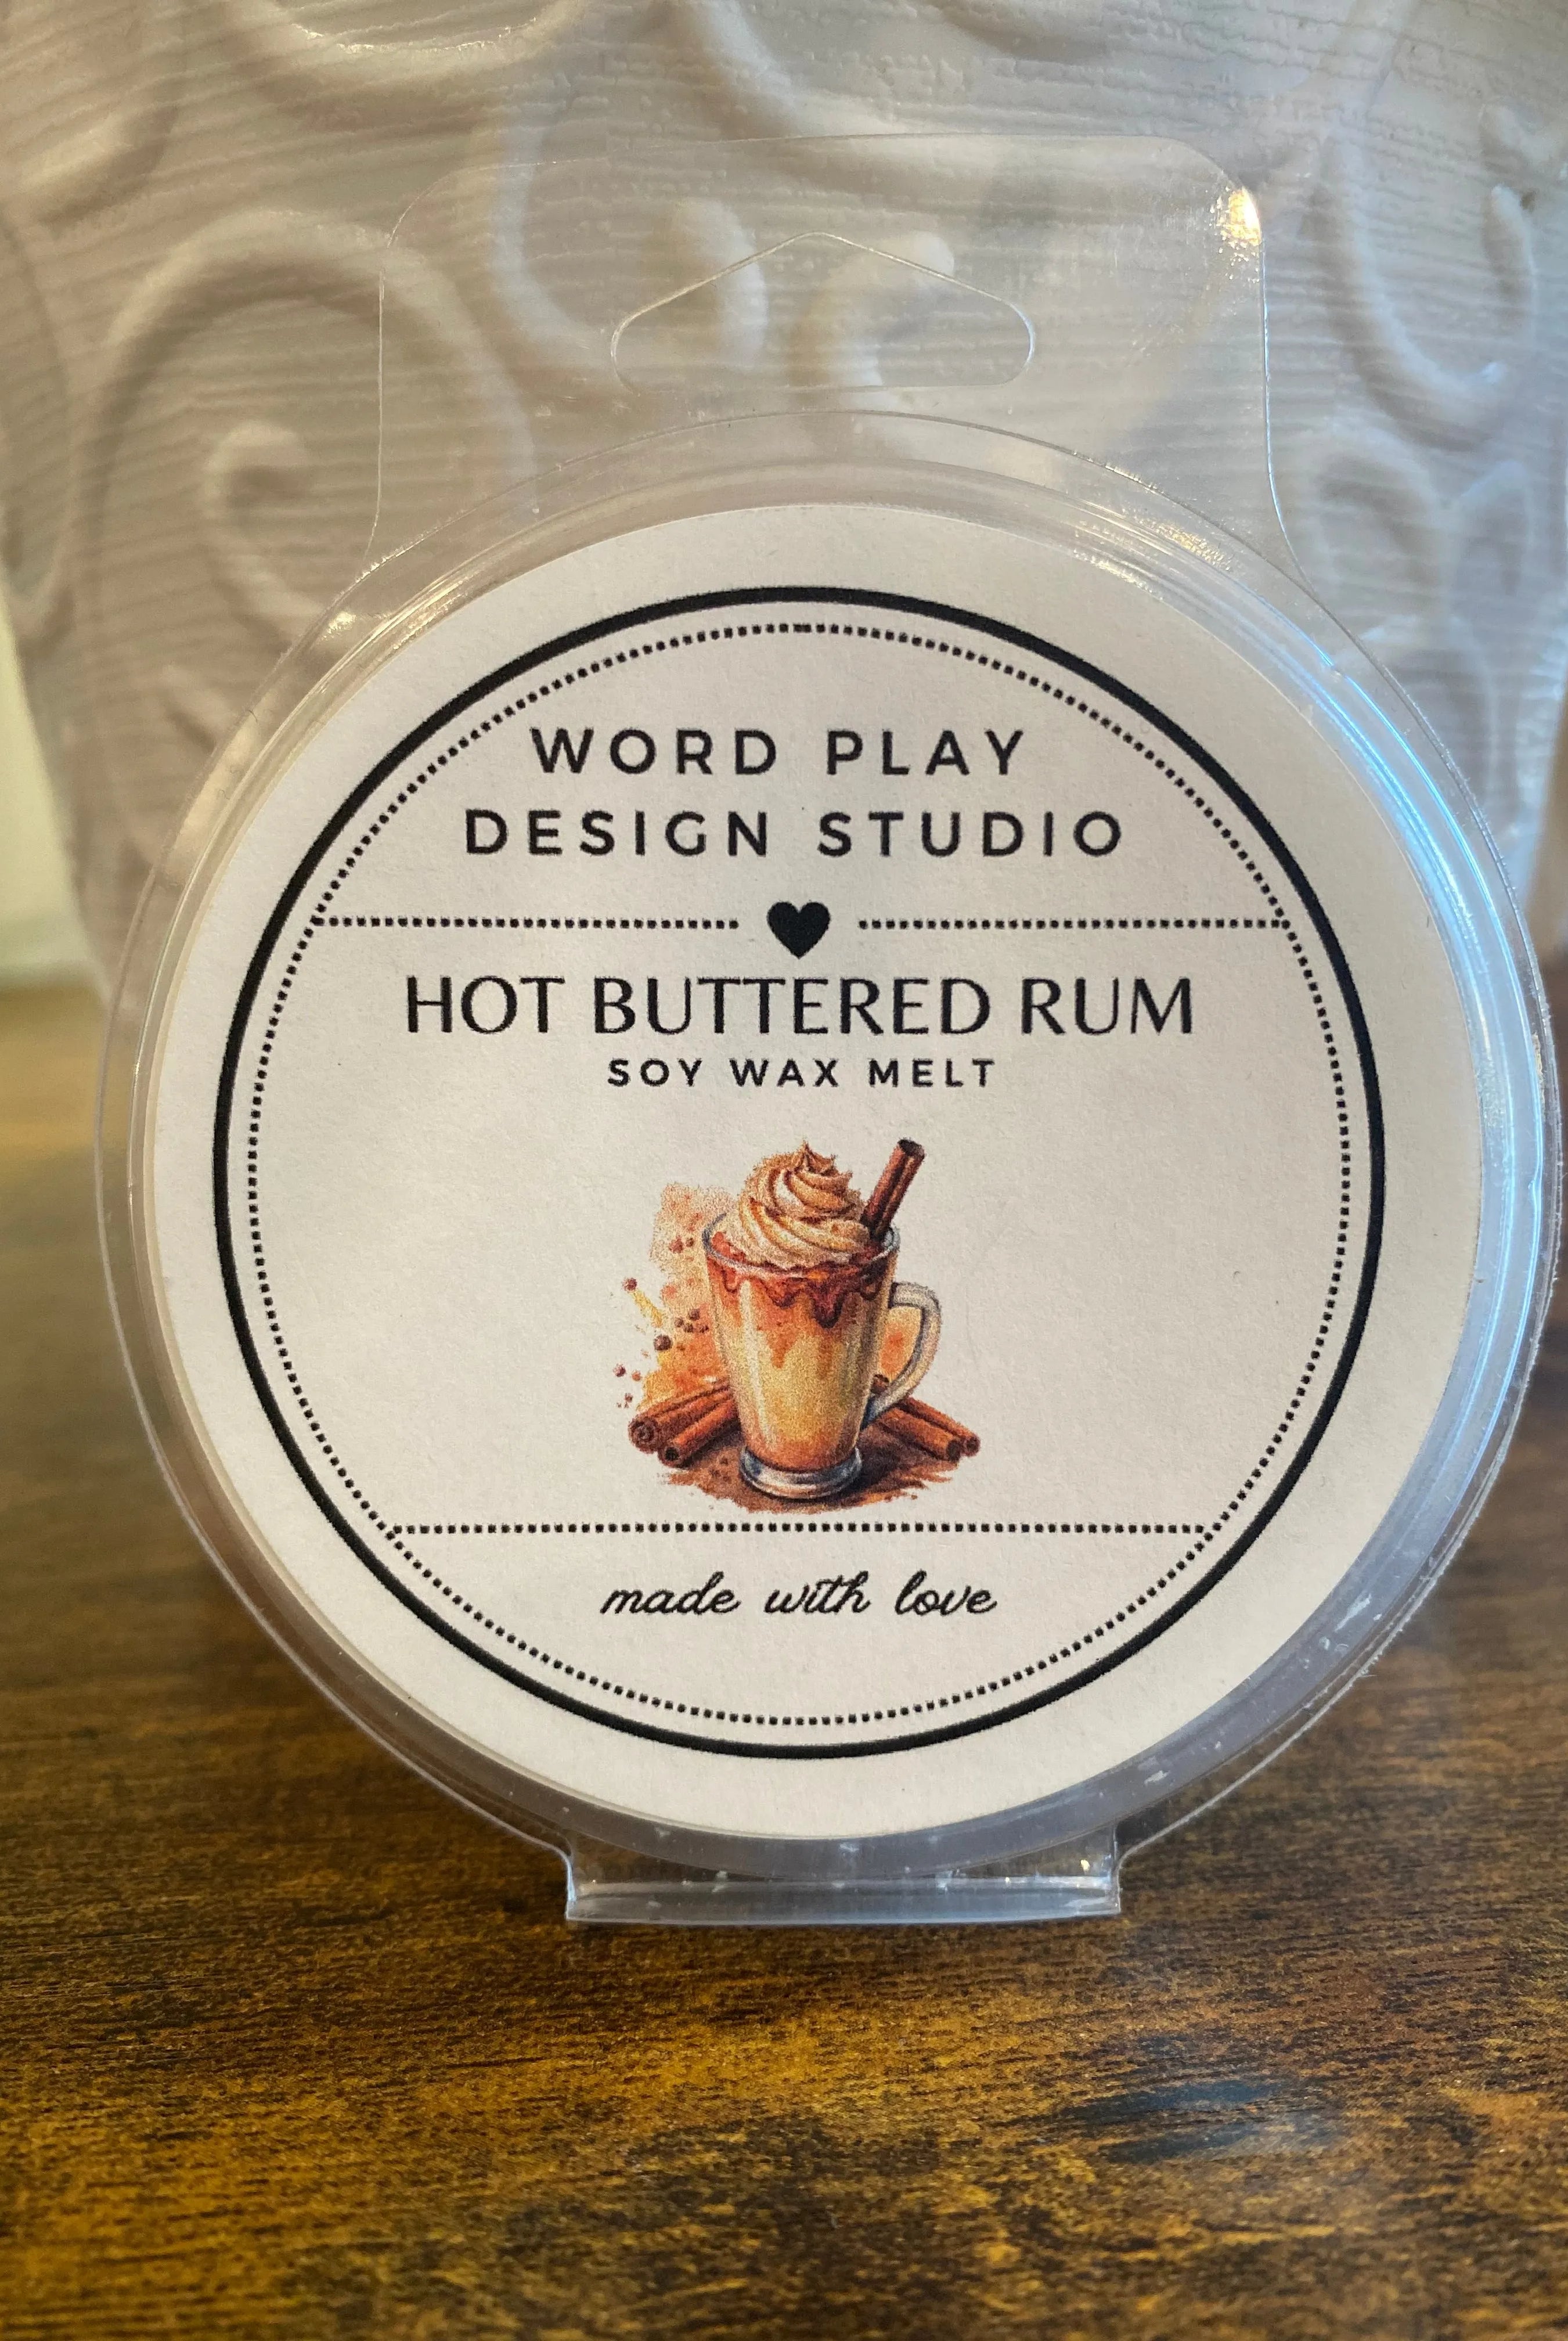 WORD PLAY
DESIGN STUDIO
HOT BUTTERED RUM
SOY WAX MELT
made with love